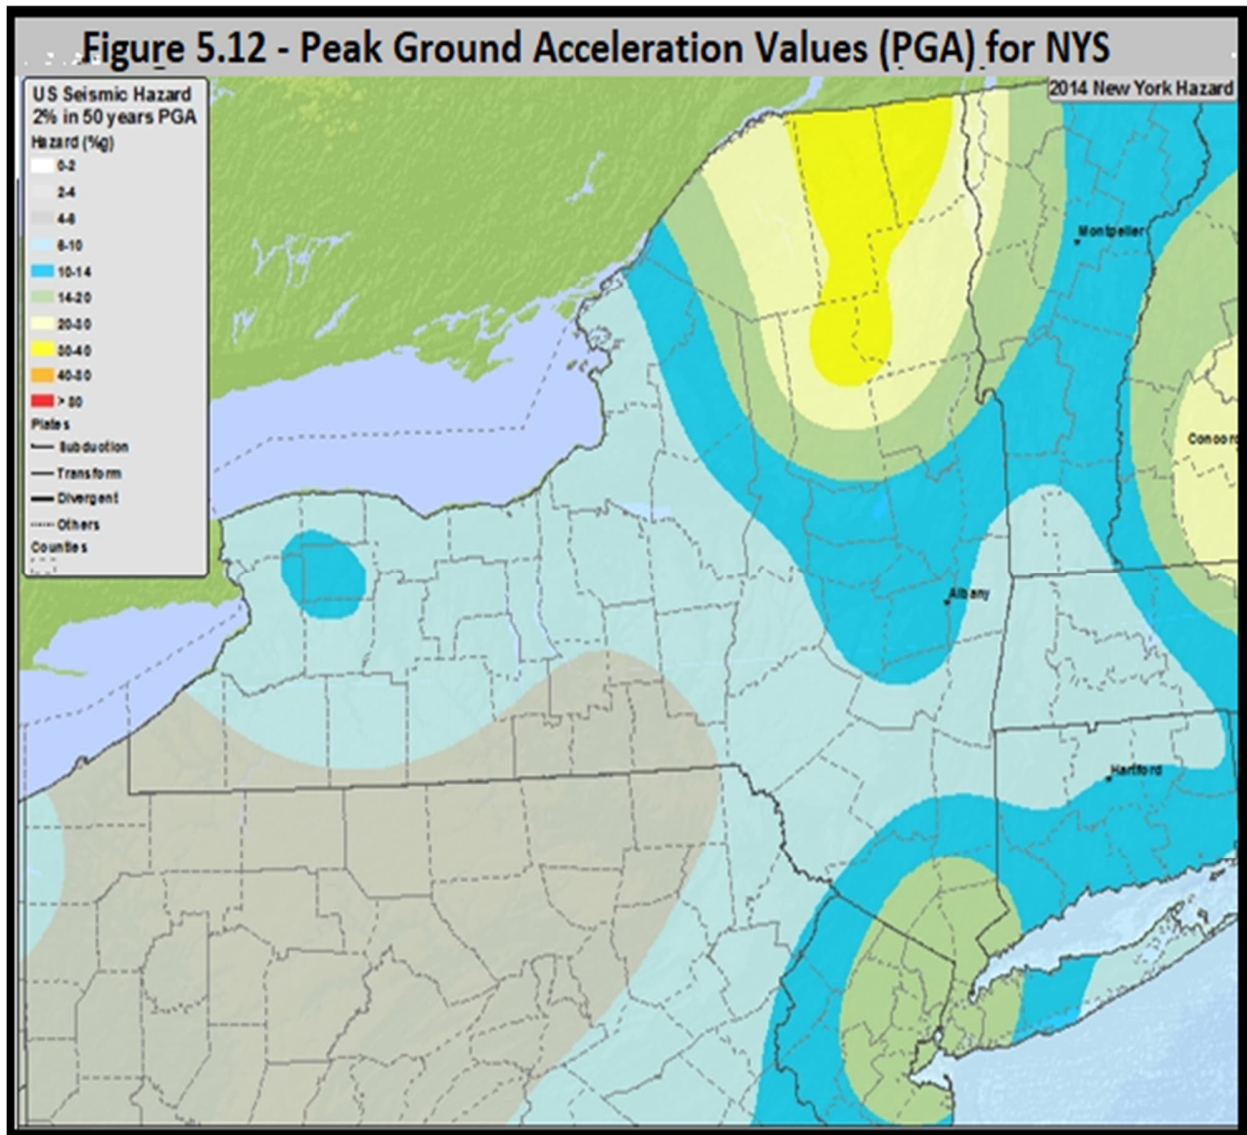 Figure 5.12 - Peak Ground Acceleration Values (PGA) for NYS
2014 New York Hazard
US Seismic Hazard
2% in 50 years PGA
Hazard (%g)
0-2
2-4
4-6
6-10
10-14
14-20
20-30
30-40
40-80
> 80
Plates
Subduction
Transform
Divergent
Others
Counties
Montpelier
Concord
Albany
Hartford